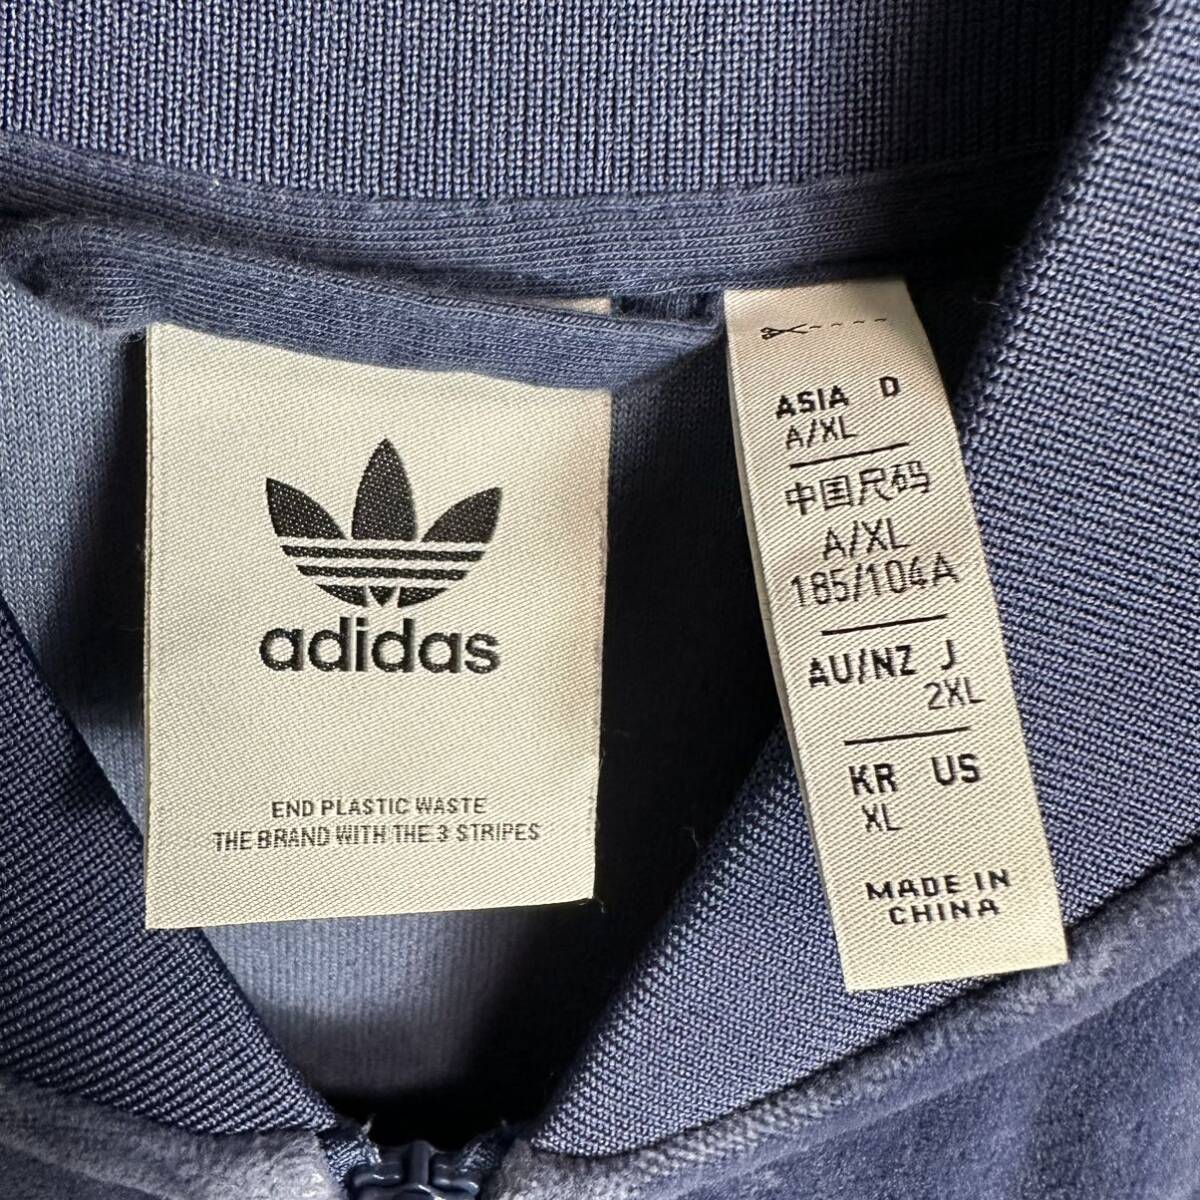 adidas
END PLASTIC WASTE
THE BRAND WITH THE 3 STRIPES
ASIA D
A/XL
中国尺码
A/XL
185/104A
AU/NZ J
2XL
KR US
XL
MADE IN
CHINA